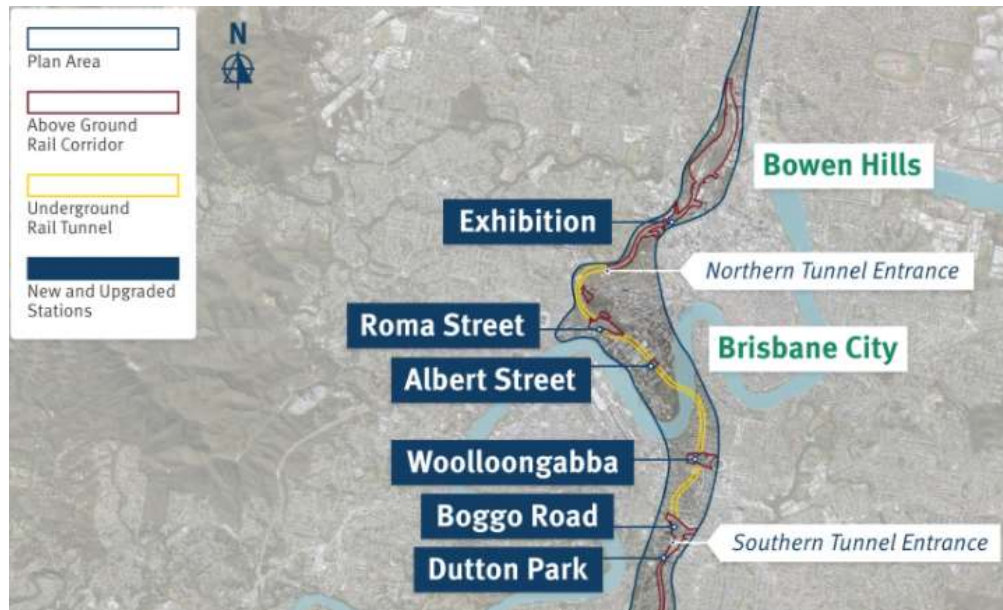 Plan Area
Above Ground
Rail Corridor
Underground
Rail Tunnel
New and Upgraded
Stations
N
Bowen Hills
Exhibition
Northern Tunnel Entrance
Roma Street
Brisbane City
Albert Street
Woolloongabba
Boggo Road
Southern Tunnel Entrance
Dutton Park